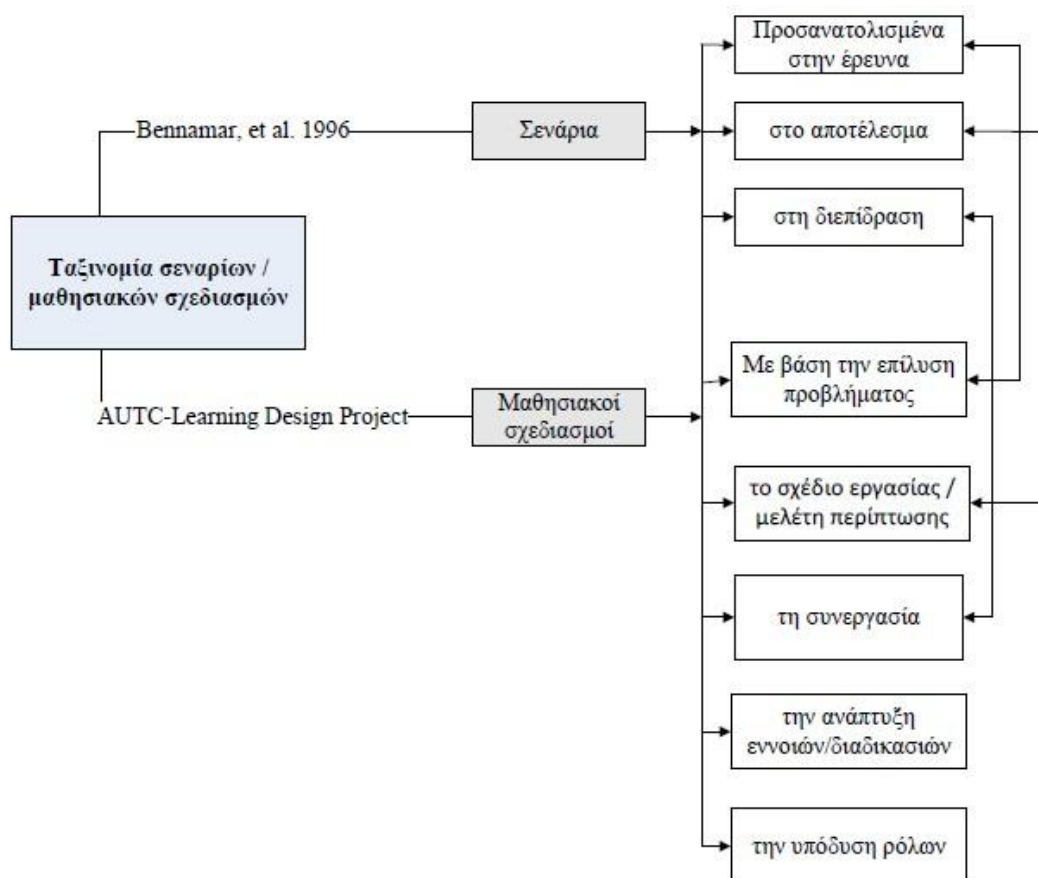 Προσανατολισμένα
στην έρευνα
Bennamar, et al. 1996
Σενάρια
στο αποτέλεσμα
στη διεπίδραση
Ταξινομία σεναρίων /
μαθησιακών σχεδιασμών
Με βάση την επίλυση
προβλήματος
AUTC-Learning Design Project
Μαθησιακοί
σχεδιασμοί
το σχέδιο εργασίας /
μελέτη περίπτωσης
τη συνεργασία
την ανάπτυξη
εννοιών/διαδικασιών
την υπόδυση ρόλων